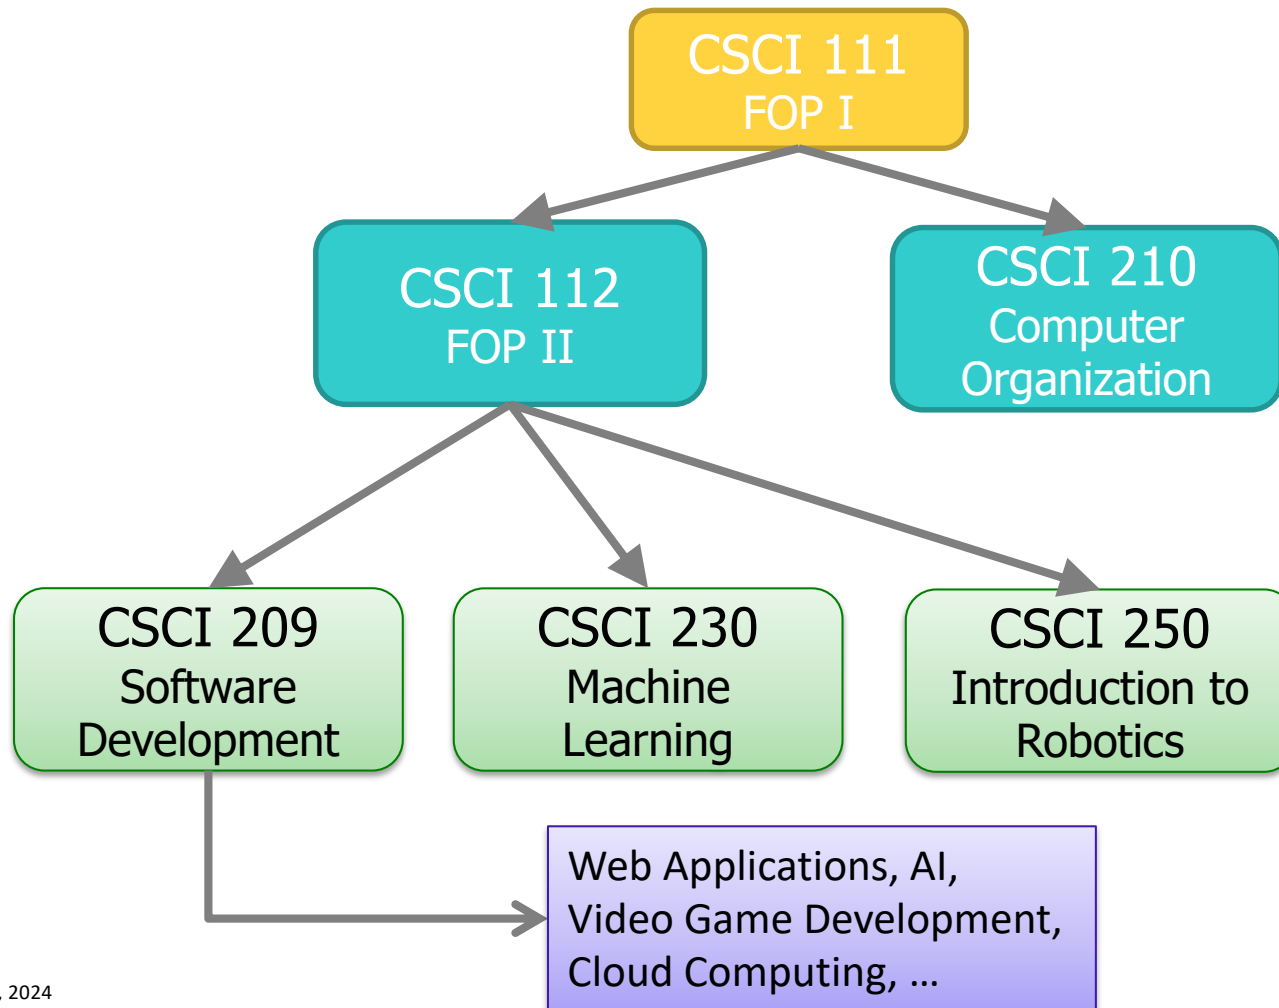 CSCI 111
FOP I
CSCI 112
FOP II
CSCI 210
Computer
Organization
CSCI 209
Software
Development
CSCI 230
Machine
Learning
CSCI 250
Introduction to
Robotics
Web Applications, AI,
Video Game Development,
Cloud Computing, …
, 2024